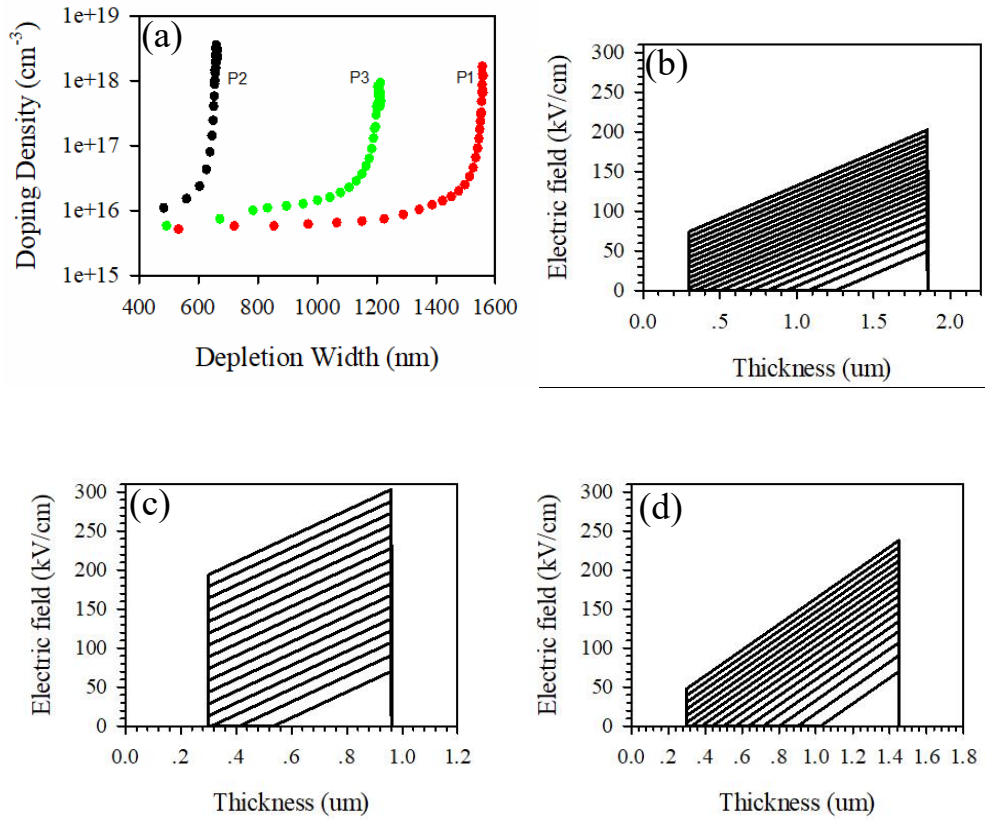 (a)
1e+19
1e+18
1e+17
1e+16
1e+15
Doping Density (cm-3)
P2
P3
P1
400 600 800 1000 1200 1400 1600
Depletion Width (nm)
(b)
300
250
200
150
100
50
0
Electric field (kV/cm)
0.0 .5 1.0 1.5 2.0
Thickness (um)
(c)
300
250
200
150
100
50
0
Electric field (kV/cm)
0.0 .2 .4 .6 .8 1.0 1.2
Thickness (um)
(d)
300
250
200
150
100
50
0
Electric field (kV/cm)
0.0 .2 .4 .6 .8 1.0 1.2 1.4 1.6 1.8
Thickness (um)